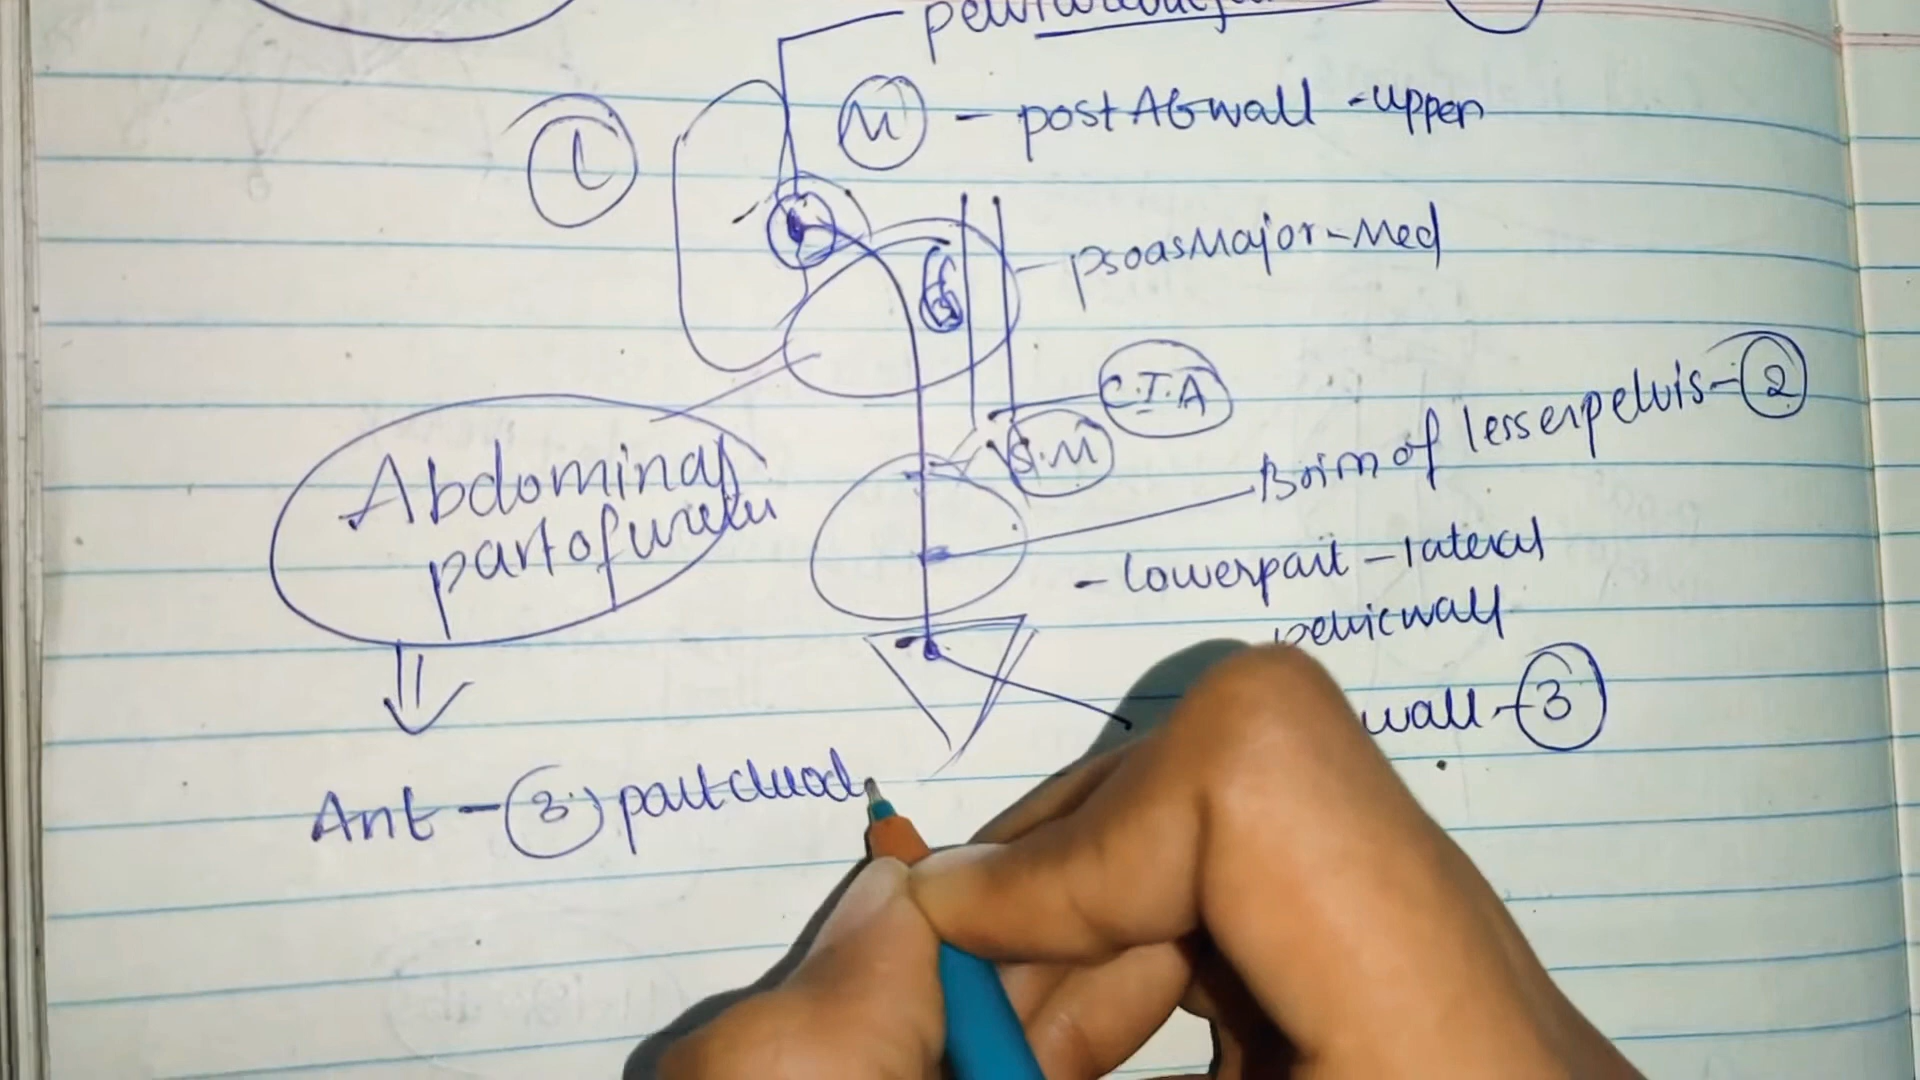 L
M - post Ab wall - upper
psoas Major - Med
C.I.A
S.M
Brim of lesser pelvis - 2
Abdominal
part of ureter
- Lower part - lateral
pelvic wall
wall - 3
Ant - 3 part duod